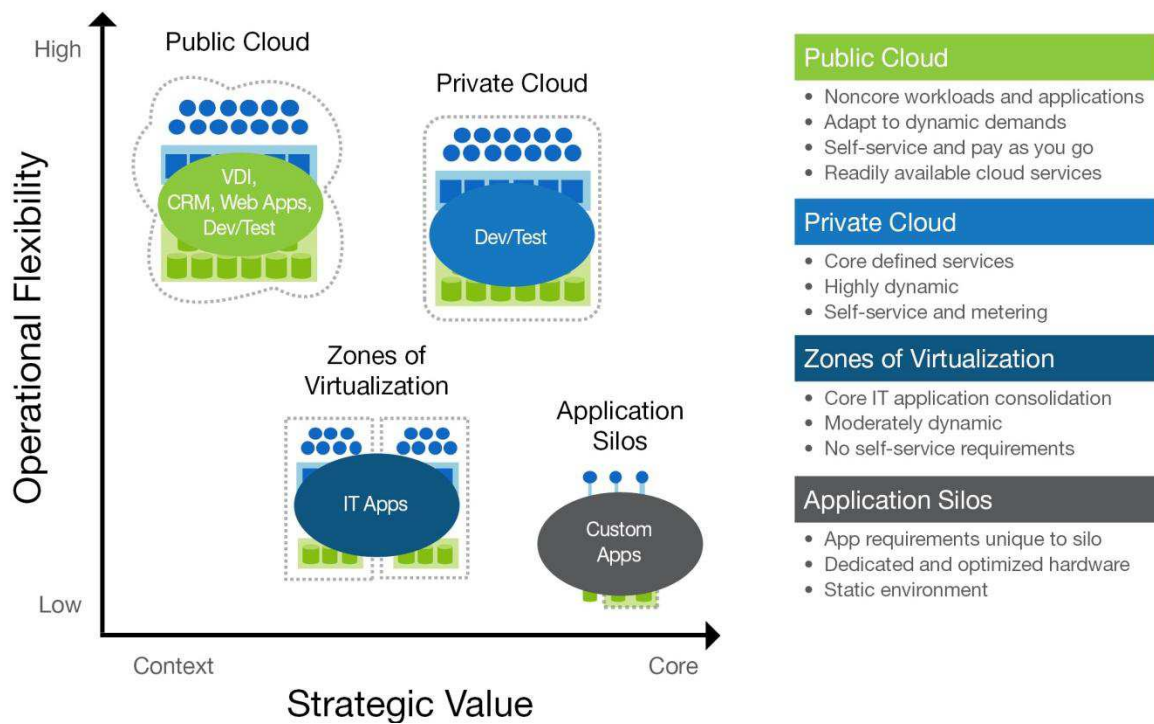 High
Public Cloud
Private Cloud
VDI,
CRM, Web Apps,
Dev/Test
Dev/Test
Zones of
Virtualization
Application
Silos
IT Apps
Custom
Apps
Low
Operational Flexibility
Context
Core
Strategic Value
Public Cloud
• Noncore workloads and applications
• Adapt to dynamic demands
• Self-service and pay as you go
• Readily available cloud services
Private Cloud
• Core defined services
• Highly dynamic
• Self-service and metering
Zones of Virtualization
• Core IT application consolidation
• Moderately dynamic
• No self-service requirements
Application Silos
• App requirements unique to silo
• Dedicated and optimized hardware
• Static environment